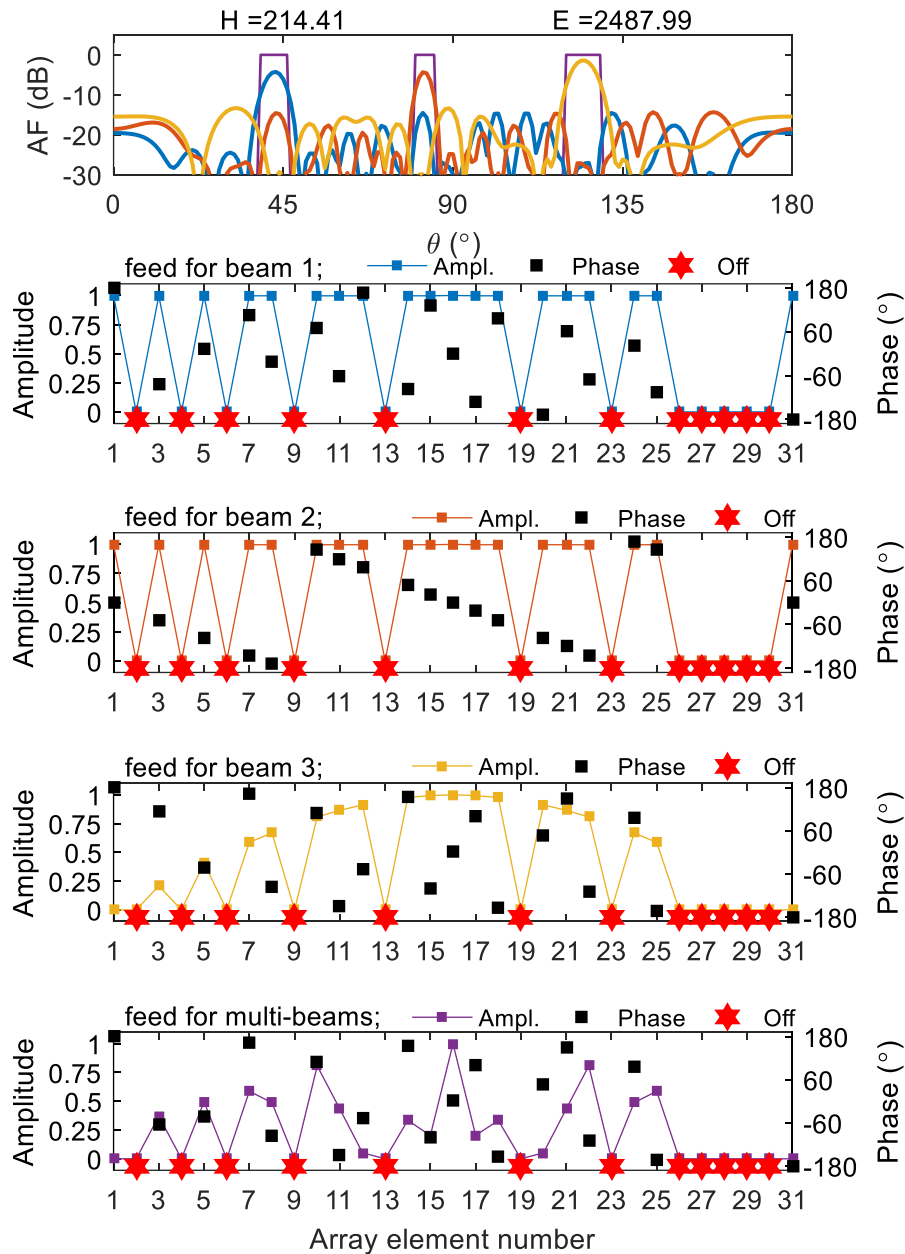 H =214.41 E =2487.99
AF (dB)
0
-10
-20
-30
0 45 90 135 180
θ (°)
feed for beam 1; Ampl. Phase Off
Amplitude
1
0.75
0.5
0.25
0
180
60
-60
-180
Phase (°)
1 3 5 7 9 11 13 15 17 19 21 23 25 27 29 31
feed for beam 2; Ampl. Phase Off
Amplitude
1
0.75
0.5
0.25
0
180
60
-60
-180
Phase (°)
1 3 5 7 9 11 13 15 17 19 21 23 25 27 29 31
feed for beam 3; Ampl. Phase Off
Amplitude
1
0.75
0.5
0.25
0
180
60
-60
-180
Phase (°)
1 3 5 7 9 11 13 15 17 19 21 23 25 27 29 31
feed for multi-beams; Ampl. Phase Off
Amplitude
1
0.75
0.5
0.25
0
180
60
-60
-180
Phase (°)
1 3 5 7 9 11 13 15 17 19 21 23 25 27 29 31
Array element number